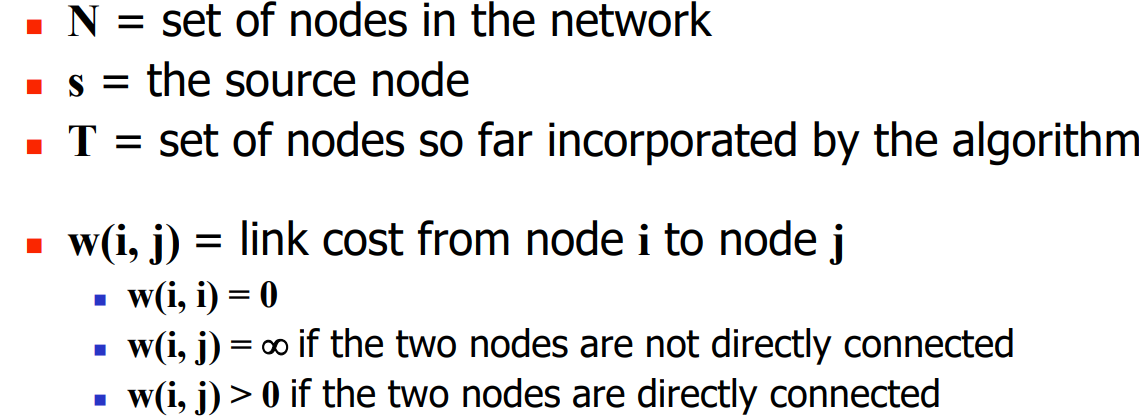 ▪ N = set of nodes in the network
▪ s = the source node
▪ T = set of nodes so far incorporated by the algorithm
▪ w(i, j) = link cost from node i to node j
▪ w(i, i) = 0
▪ w(i, j) = ∞ if the two nodes are not directly connected
▪ w(i, j) > 0 if the two nodes are directly connected